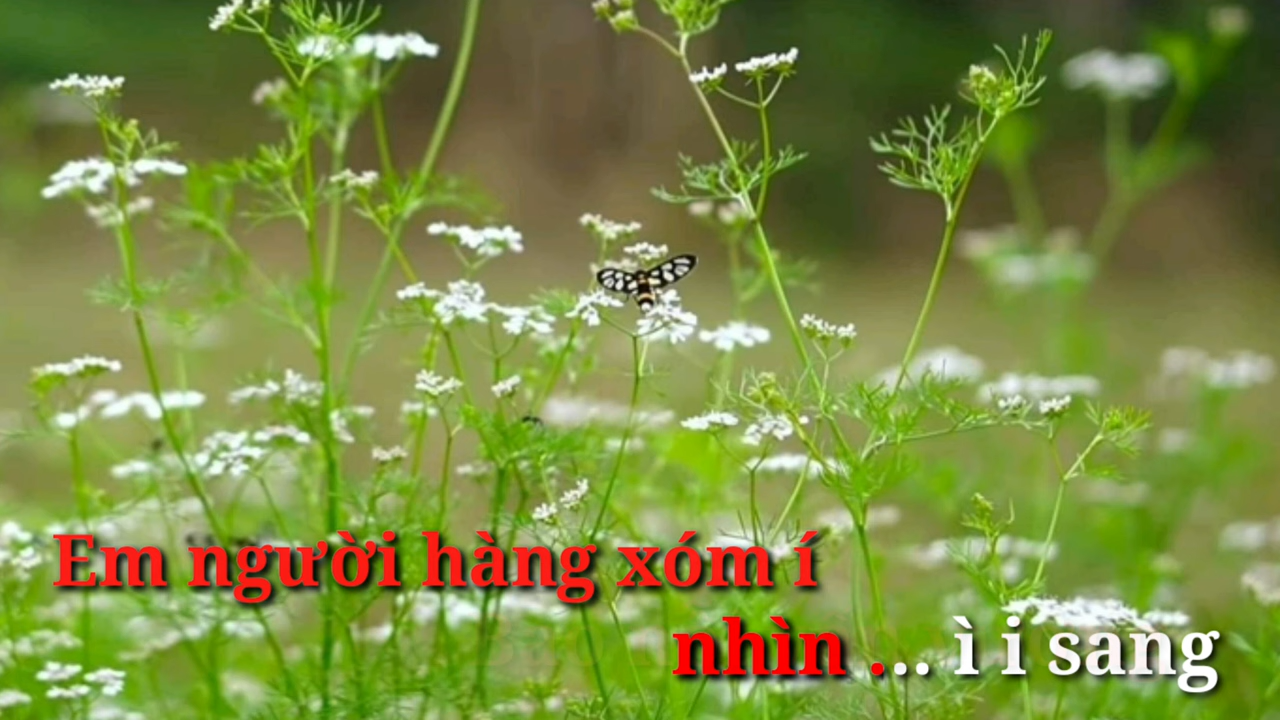 Em người hàng xóm í
nhìn ... ì i sang